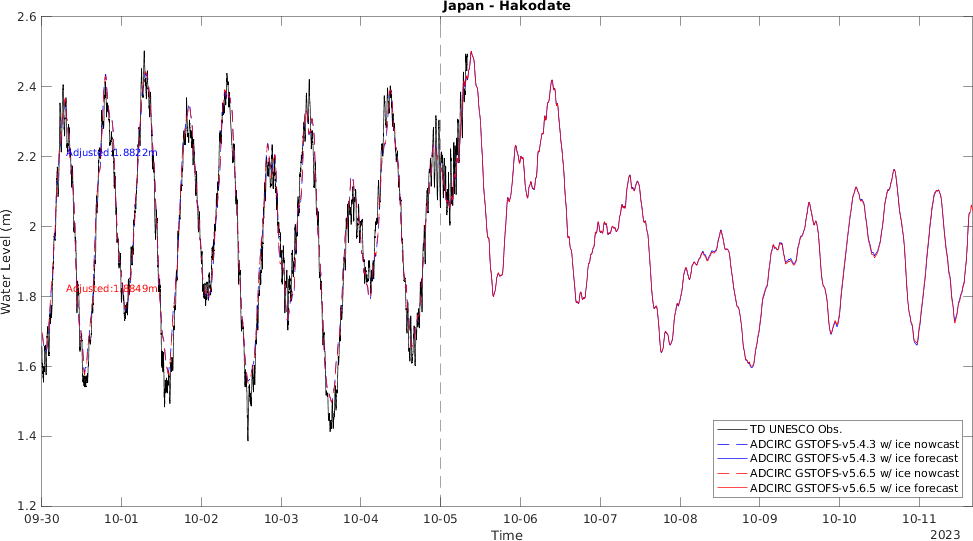 Japan - Hakodate
Water Level (m)
2.6
2.4
2.2
2
1.8
1.6
1.4
1.2
Adjusted:1.8822m
Adjusted:1.8849m
TD UNESCO Obs.
ADCIRC GSTOFS-v5.4.3 w/ ice nowcast
ADCIRC GSTOFS-v5.4.3 w/ ice forecast
ADCIRC GSTOFS-v5.6.5 w/ ice nowcast
ADCIRC GSTOFS-v5.6.5 w/ ice forecast
09-30 10-01 10-02 10-03 10-04 10-05 10-06 10-07 10-08 10-09 10-10 10-11
Time
2023